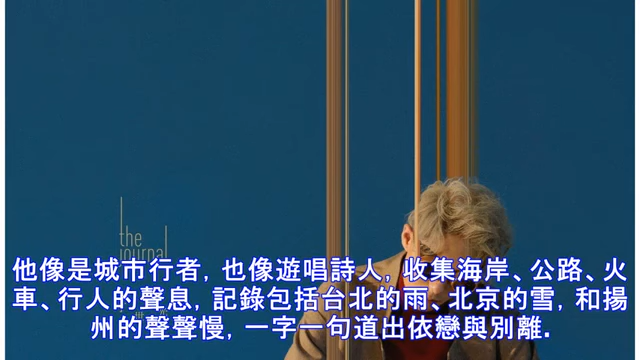 the
journal
他像是城市行者, 也像遊唱詩人, 收集海岸、公路、火
車、行人的聲息, 記錄包括台北的雨、北京的雪, 和揚
州的聲聲慢, 一字一句道出依戀與別離.